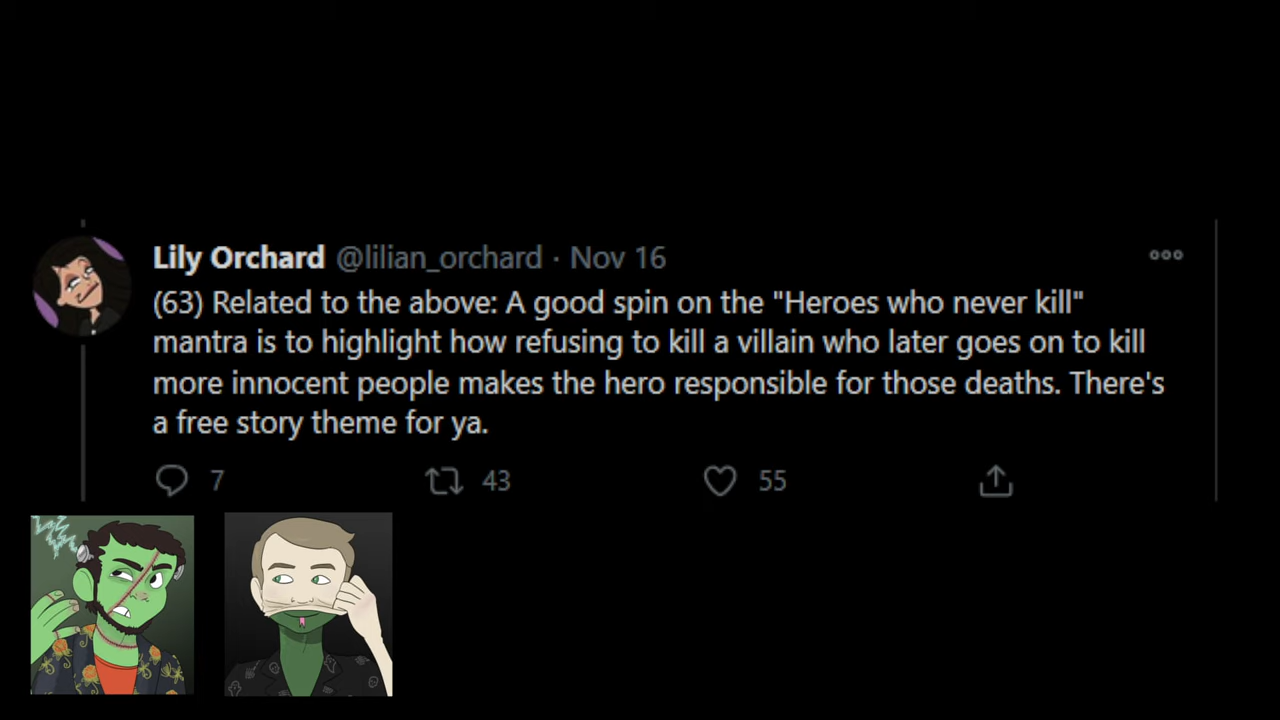 Lily Orchard @lilian_orchard · Nov 16
(63) Related to the above: A good spin on the "Heroes who never kill"
mantra is to highlight how refusing to kill a villain who later goes on to kill
more innocent people makes the hero responsible for those deaths. There's
a free story theme for ya.
7 43 55